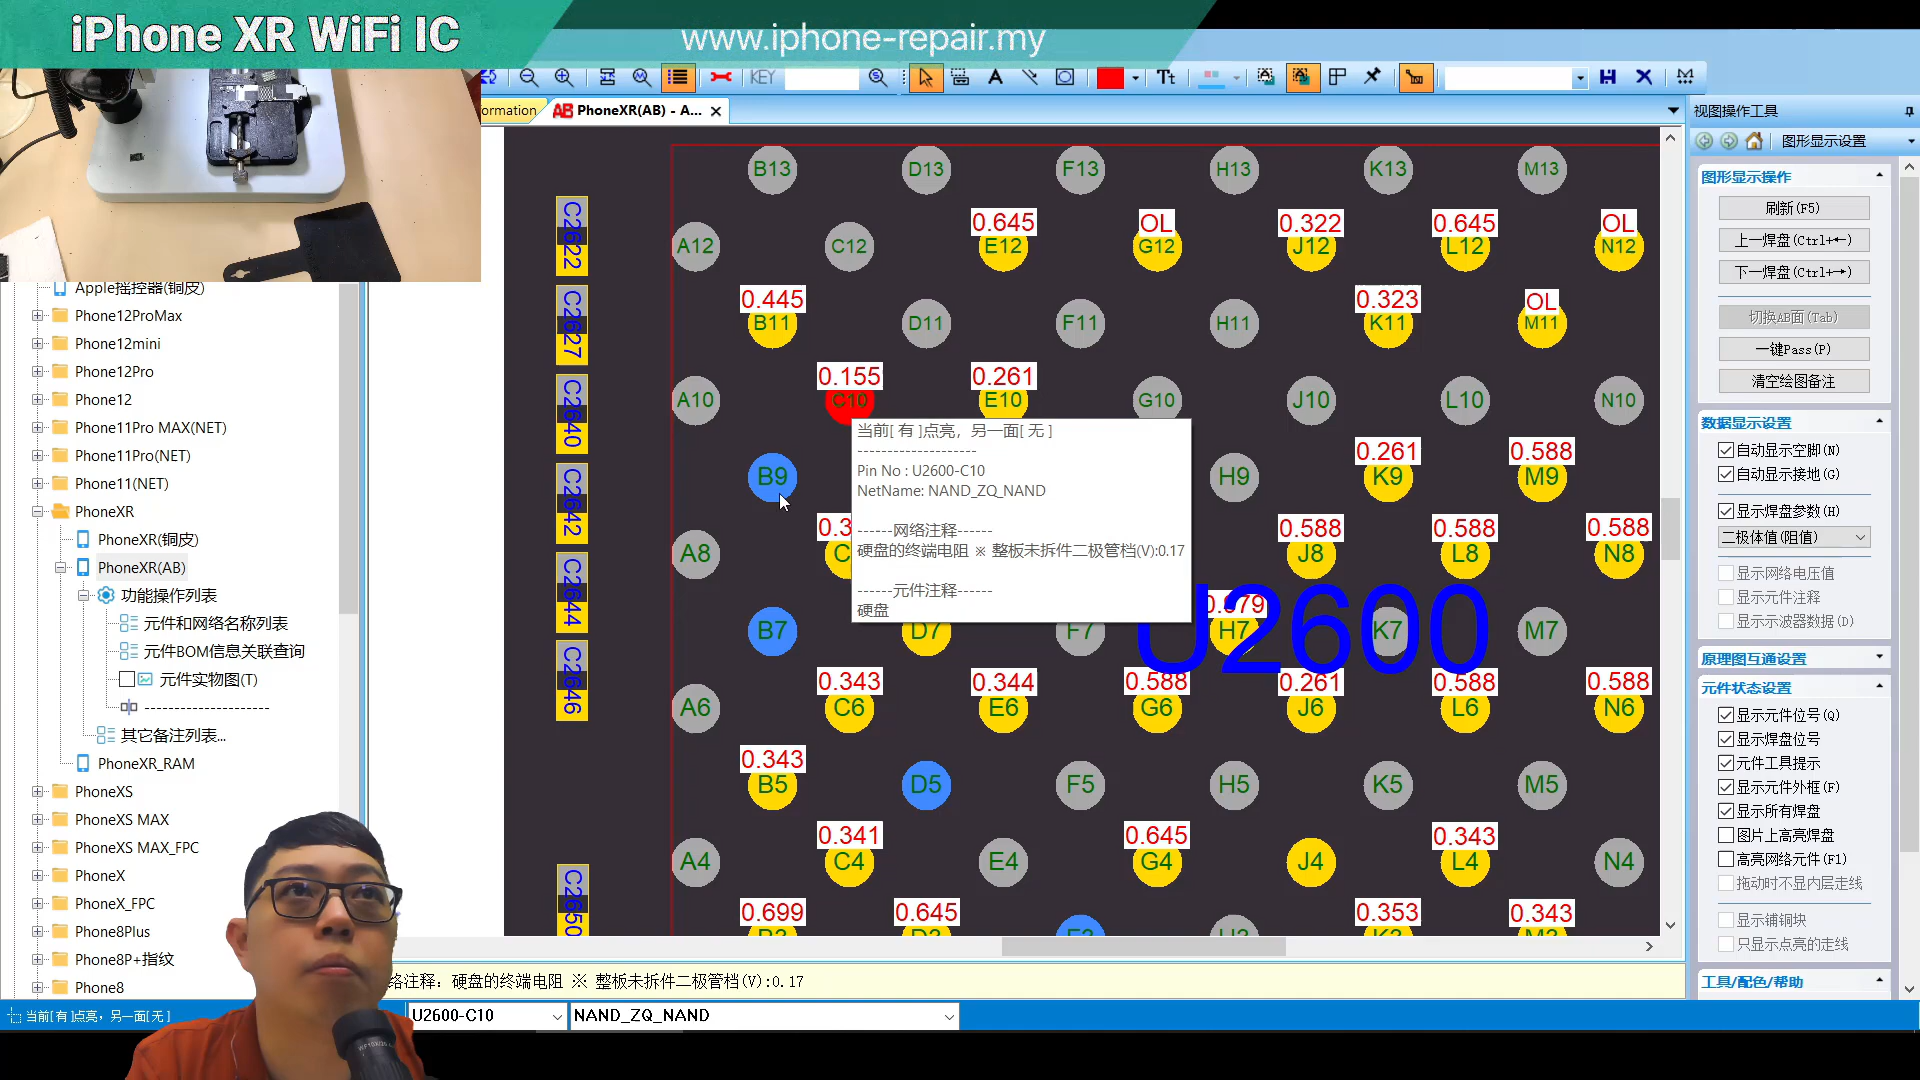 iPhone XR WiFi IC
www.iphone-repair.my
KEY
A
Tt
formation
AB PhoneXR(AB) - A...
视图操作工具
图形显示设置
图形显示操作
刷新(F5)
上一焊盘(Ctrl+←)
下一焊盘(Ctrl+→)
切换AB面(Tab)
一键Pass(P)
清空绘图备注
数据显示设置
自动显示空脚(N)
自动显示接地(G)
显示焊盘参数(H)
二极体值(阻值)
显示网络电压值
显示元件注释
显示示波器数据(D)
原理图互通设置
元件状态设置
显示元件位号(Q)
显示焊盘位号
元件工具提示
显示元件外框(F)
显示所有焊盘
图片上高亮焊盘
高亮网络元件(F1)
拖动时不显内层走线
显示铺铜块
只显示点亮的走线
工具/配色/帮助
Apple摇控器(铜皮)
Phone12ProMax
Phone12mini
Phone12Pro
Phone12
Phone11Pro MAX(NET)
Phone11Pro(NET)
Phone11(NET)
PhoneXR
PhoneXR(铜皮)
PhoneXR(AB)
功能操作列表
元件和网络名称列表
元件BOM信息关联查询
元件实物图(T)
---------------------
其它备注列表...
PhoneXR_RAM
PhoneXS
PhoneXS MAX
PhoneXS MAX_FPC
PhoneX
PhoneX_FPC
Phone8Plus
Phone8P+指纹
Phone8
C2622
C2627
C2640
C2642
C2644
C2646
C2650
B13 D13 F13 H13 K13 M13
0.645 OL 0.322 0.645 OL
A12 C12 E12 G12 J12 L12 N12
0.445 0.323 OL
B11 D11 F11 H11 K11 M11
0.155 0.261
A10 C10 E10 G10 J10 L10 N10
0.261 0.588
B9 H9 K9 M9
0.3 0.588 0.588 0.588
A8 C J8 L8 N8
B7 D7 F7 H7 K7 M7
U2600
0.343 0.344 0.588 0.261 0.588 0.588
A6 C6 E6 G6 J6 L6 N6
0.343
B5 D5 F5 H5 K5 M5
0.341 0.645 0.343
A4 C4 E4 G4 J4 L4 N4
0.699 0.645 0.353 0.343
B3 D3 F3 H3 K3 M3
当前[ 有 ]点亮，另一面[ 无 ]
--------------------
Pin No : U2600-C10
NetName: NAND_ZQ_NAND
------网络注释------
硬盘的终端电阻 ※ 整板未拆件二极管档(V):0.17
------元件注释------
硬盘
络注释: 硬盘的终端电阻 ※ 整板未拆件二极管档(V):0.17
当前[有]点亮，另一面[无]
U2600-C10
NAND_ZQ_NAND